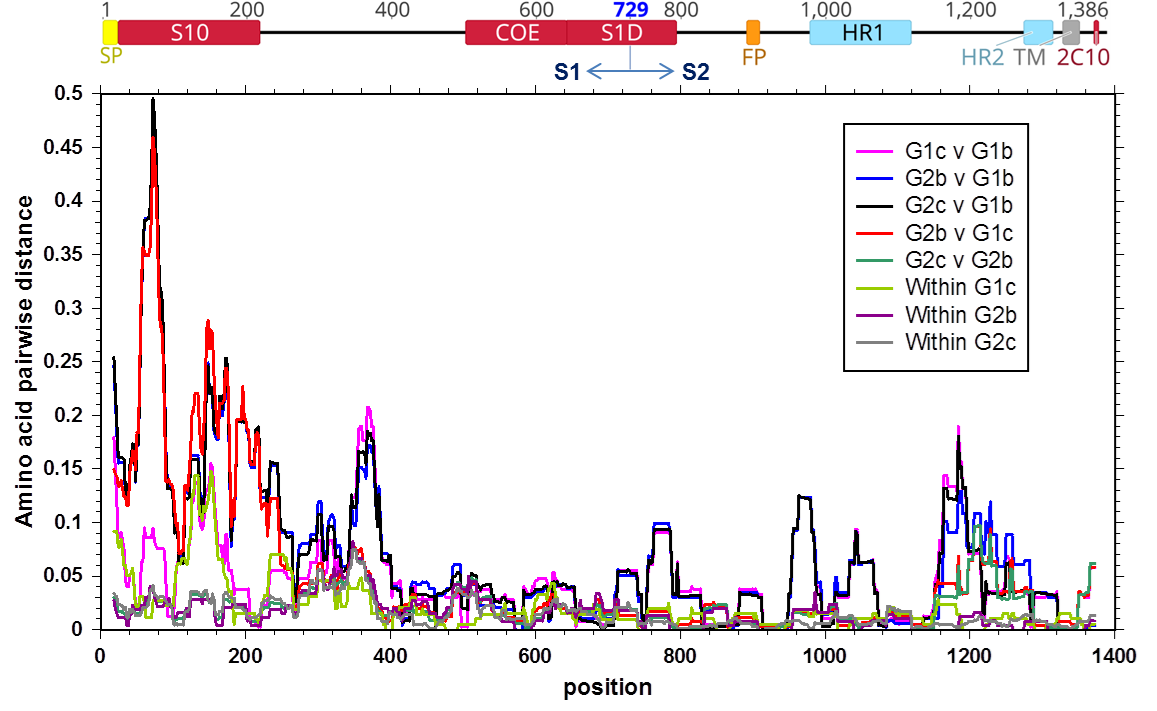 1 200 400 600 729 800 1,000 1,200 1,386
S10 COE S1D HR1
SP FP HR2 TM 2C10
S1 S2
0.5
0.45
0.4
0.35
0.3
0.25
0.2
0.15
0.1
0.05
0
Amino acid pairwise distance
G1c v G1b
G2b v G1b
G2c v G1b
G2b v G1c
G2c v G2b
Within G1c
Within G2b
Within G2c
0 200 400 600 800 1000 1200 1400
position